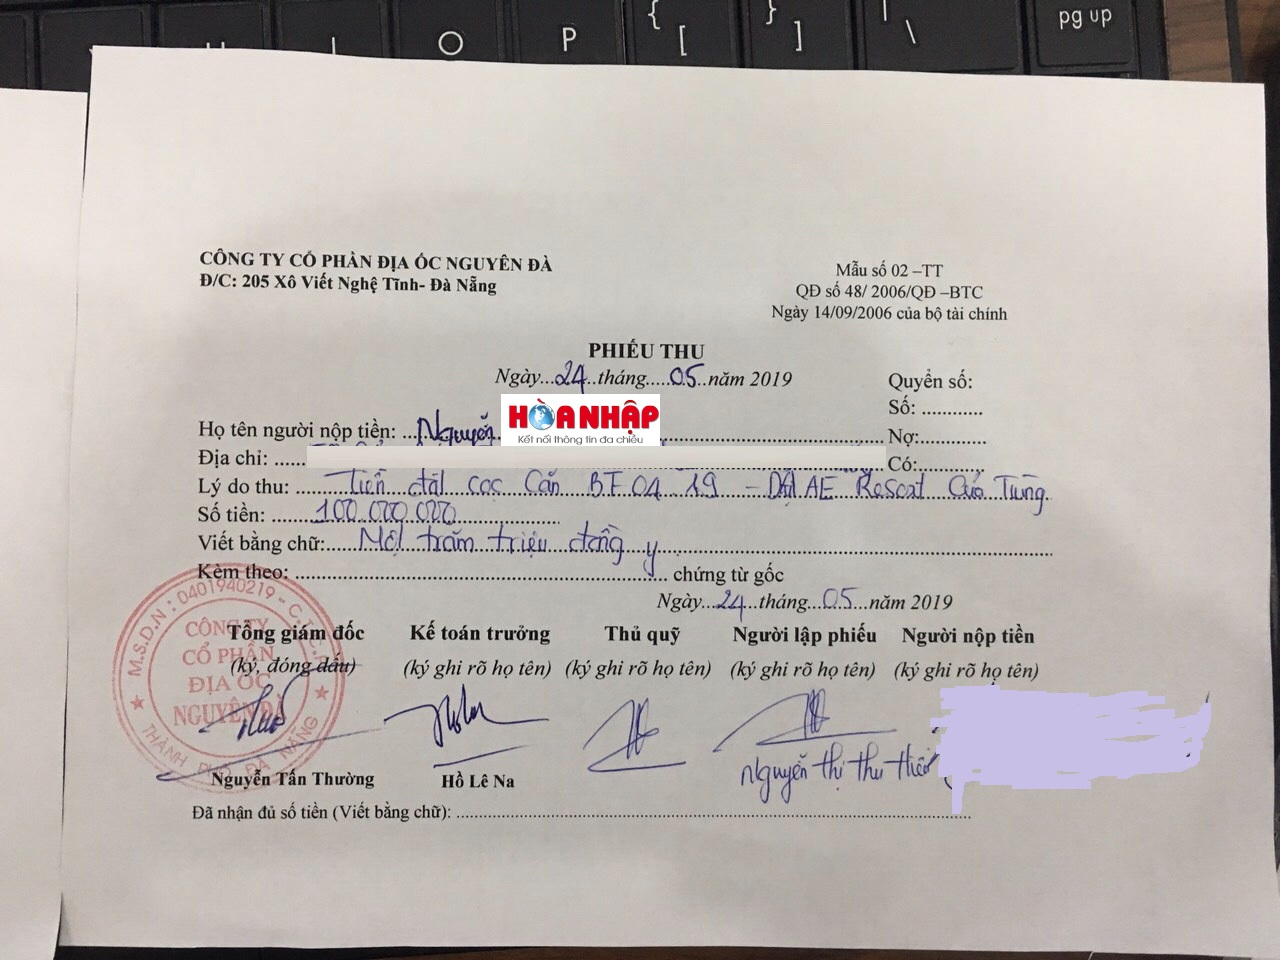 O P { [ } ] | \ pg up
CÔNG TY CỔ PHẦN ĐỊA ỐC NGUYÊN ĐÀ
Đ/C: 205 Xô Viết Nghệ Tĩnh- Đà Nẵng
Mẫu số 02 –TT
QĐ số 48/ 2006/QĐ –BTC
Ngày 14/09/2006 của bộ tài chính
PHIẾU THU
Ngày...24...tháng.....05...năm 2019
Quyển số:
Số: ............
HÒA NHẬP
Kết nối thông tin đa chiều
Họ tên người nộp tiền: ...Nguyễn
Nợ:............
Địa chỉ: ......
Có:............
Lý do thu: ...Tiền đặt cọc Căn BT 04 19 - Dự AE Resort Cửa Tùng
Số tiền: ......100.000.000
Viết bằng chữ:.....Một trăm triệu đồng y
Kèm theo: ........................ chứng từ gốc
Ngày...24...tháng...05...năm 2019
Tổng giám đốc Kế toán trưởng Thủ quỹ Người lập phiếu Người nộp tiền
(ký, đóng dấu) (ký ghi rõ họ tên) (ký ghi rõ họ tên) (ký ghi rõ họ tên) (ký ghi rõ họ tên)
M.S.D.N : 0401940219 - C.T.C.P
CÔNG TY
CỔ PHẦN
ĐỊA ỐC
NGUYÊN ĐÀ
THÀNH PHỐ ĐÀ NẴNG
Nguyễn Thị Thu
Nguyễn Tấn Thường Hồ Lê Na
Đã nhận đủ số tiền (Viết bằng chữ): ........................